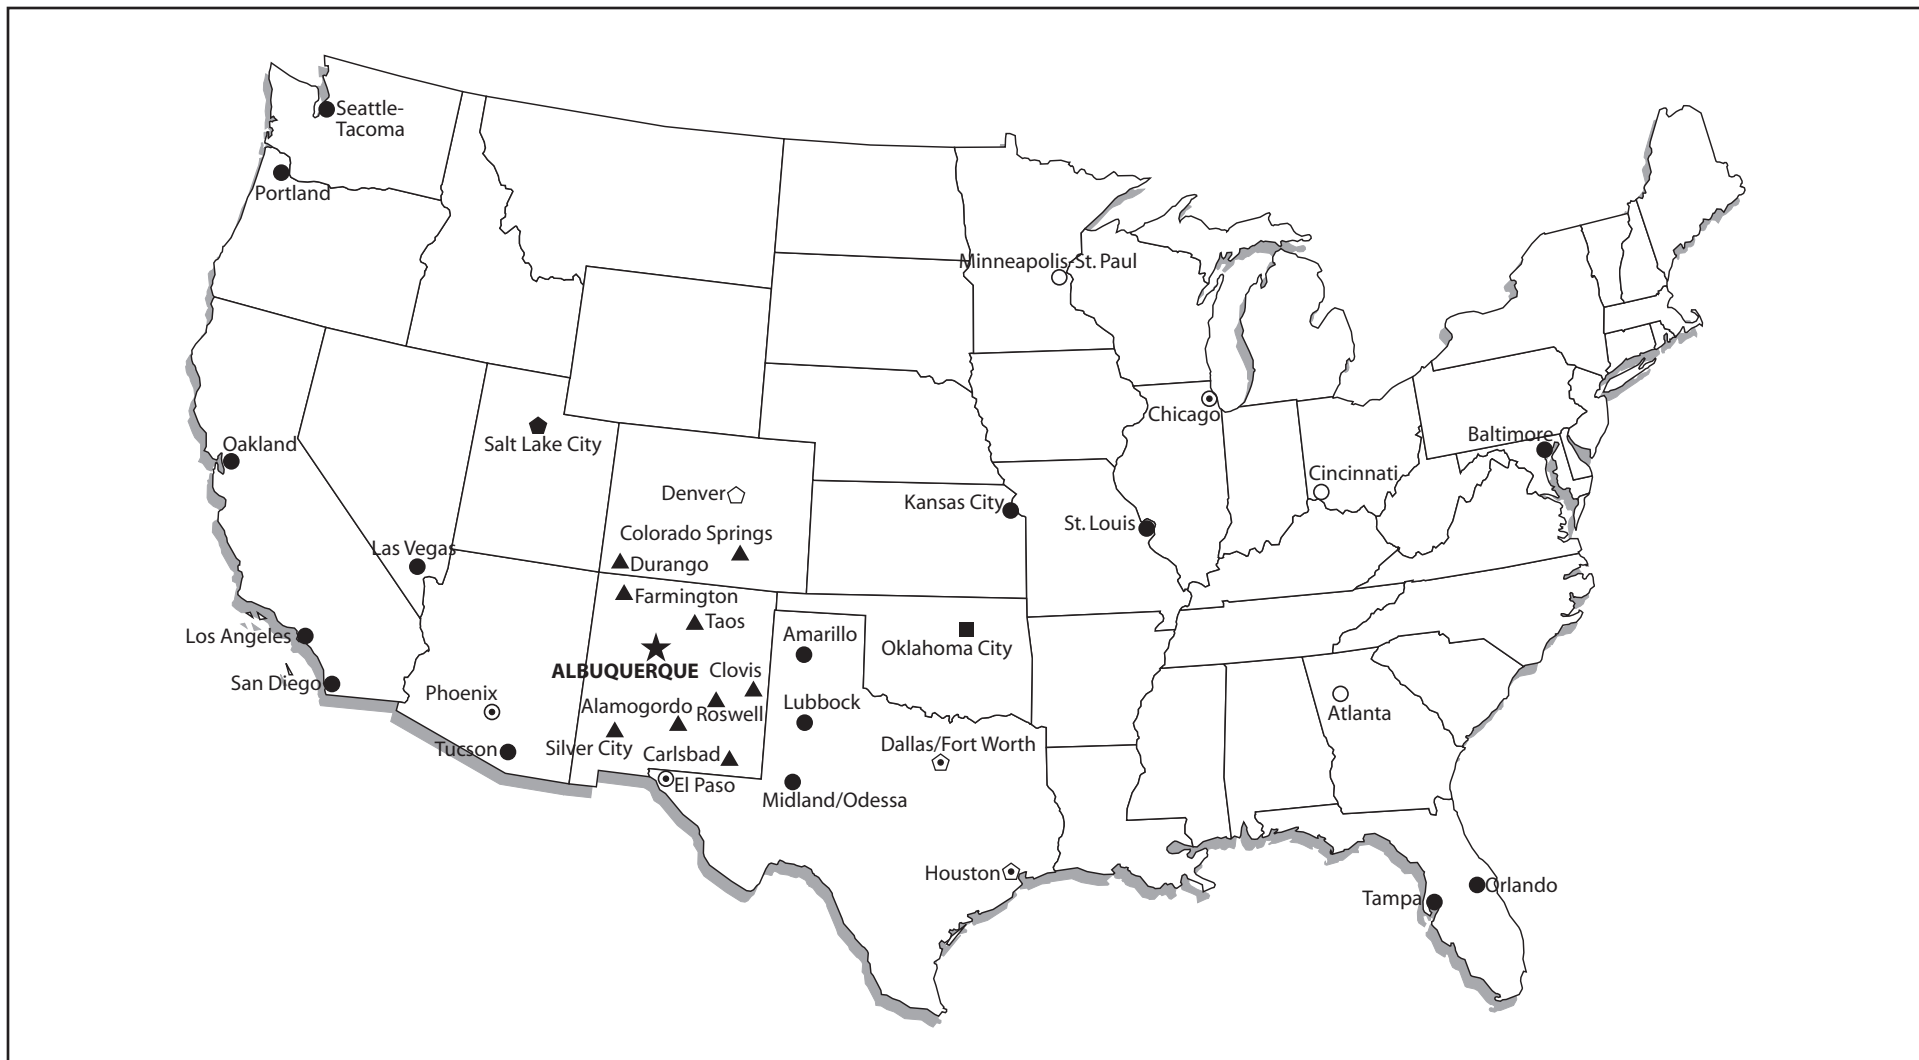 Seattle-
Tacoma
Portland
Minneapolis-St. Paul
Chicago
Salt Lake City
Oakland
Baltimore
Cincinnati
Denver
Kansas City
St. Louis
Colorado Springs
Las Vegas
Durango
Farmington
Taos
Los Angeles
Amarillo
Oklahoma City
ALBUQUERQUE
Clovis
San Diego
Phoenix
Alamogordo
Roswell
Lubbock
Atlanta
Tucson
Silver City
Carlsbad
Dallas/Fort Worth
El Paso
Midland/Odessa
Houston
Tampa
Orlando